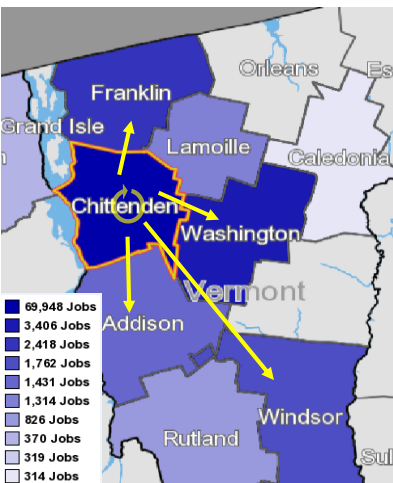 Orleans
Es
Franklin
Grand Isle
Lamoille
Caledonia
n
Chittenden
Washington
Vermont
69,948 Jobs
3,406 Jobs
2,418 Jobs
1,762 Jobs
1,431 Jobs
1,314 Jobs
826 Jobs
370 Jobs
319 Jobs
314 Jobs
Addison
Windsor
Rutland
Sul